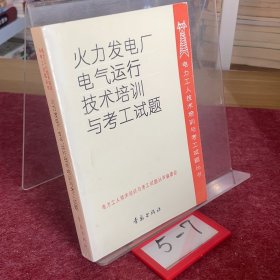 火力发电厂
电气运行
技术培训
与考工试题
电力工人技术培训与考工试题丛书
电力工人技术培训与考工试题丛书编委会
5-7